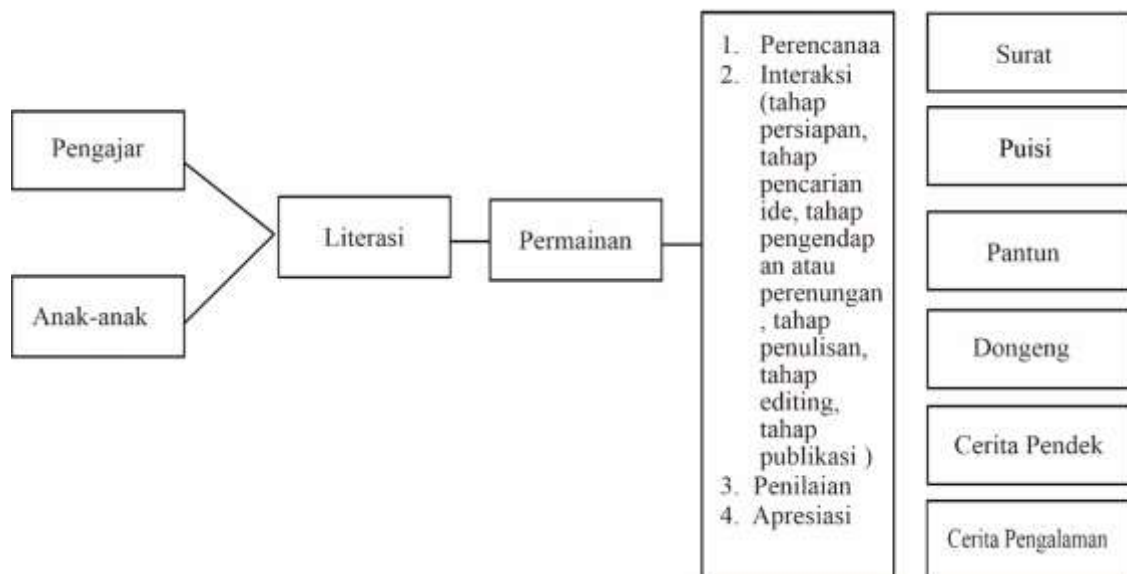 Pengajar
Anak-anak
Literasi
Permainan
1. Perencanaa
2. Interaksi
(tahap
persiapan,
tahap
pencarian
ide, tahap
pengendap
an atau
perenungan
, tahap
penulisan,
tahap
editing,
tahap
publikasi )
3. Penilaian
4. Apresiasi
Surat
Puisi
Pantun
Dongeng
Cerita Pendek
Cerita Pengalaman